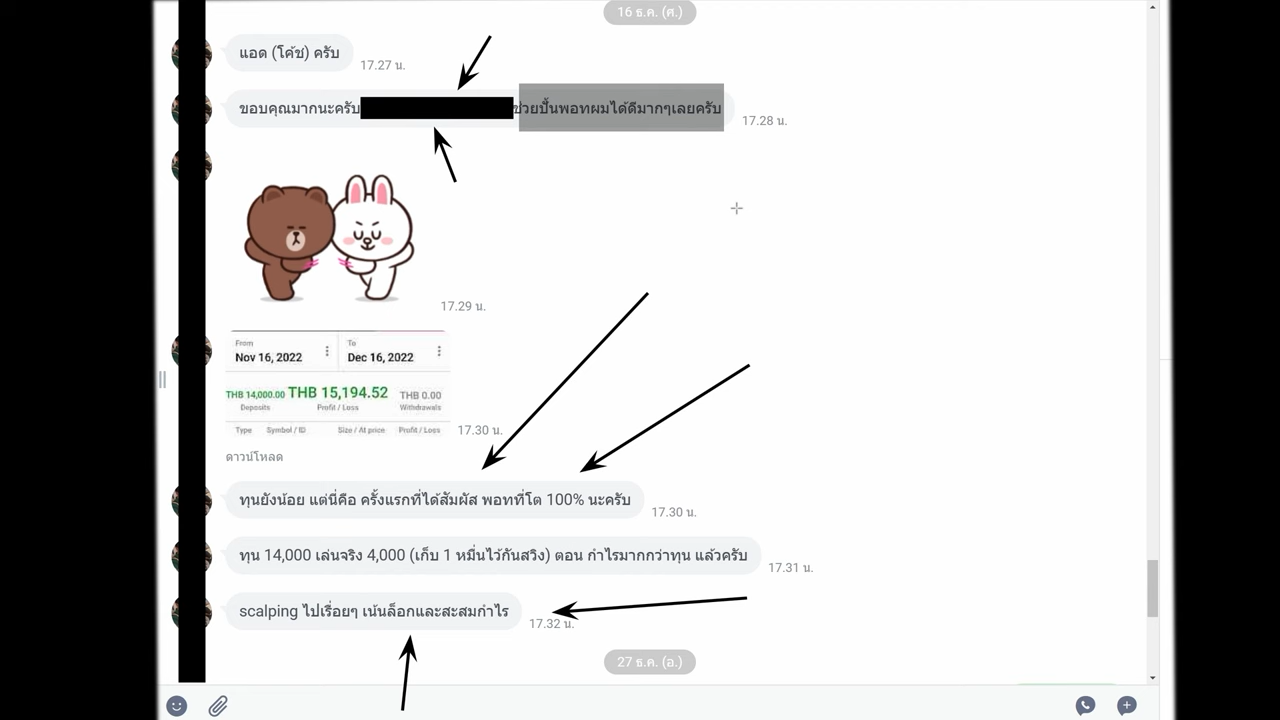 16 ธ.ค. (ศ.)
แอด (โค้ช) ครับ
17.27 น.
ขอบคุณมากนะครับ ช่วยปั้นพอทผมได้ดีมากๆเลยครับ
17.28 น.
17.29 น.
From To
Nov 16, 2022 Dec 16, 2022
THB 14,000.00 THB 15,194.52 THB 0.00
Deposits Profit / Loss Withdrawals
Type Symbol / ID Size / At price Profit / Loss
17.30 น.
ดาวน์โหลด
ทุนยังน้อย แต่นี่คือ ครั้งแรกที่ได้สัมผัส พอทที่โต 100% นะครับ
17.30 น.
ทุน 14,000 เล่นจริง 4,000 (เก็บ 1 หมื่นไว้กันสวิง) ตอน กำไรมากกว่าทุน แล้วครับ
17.31 น.
scalping ไปเรื่อยๆ เน้นล็อกและสะสมกำไร
17.32 น.
27 ธ.ค. (อ.)